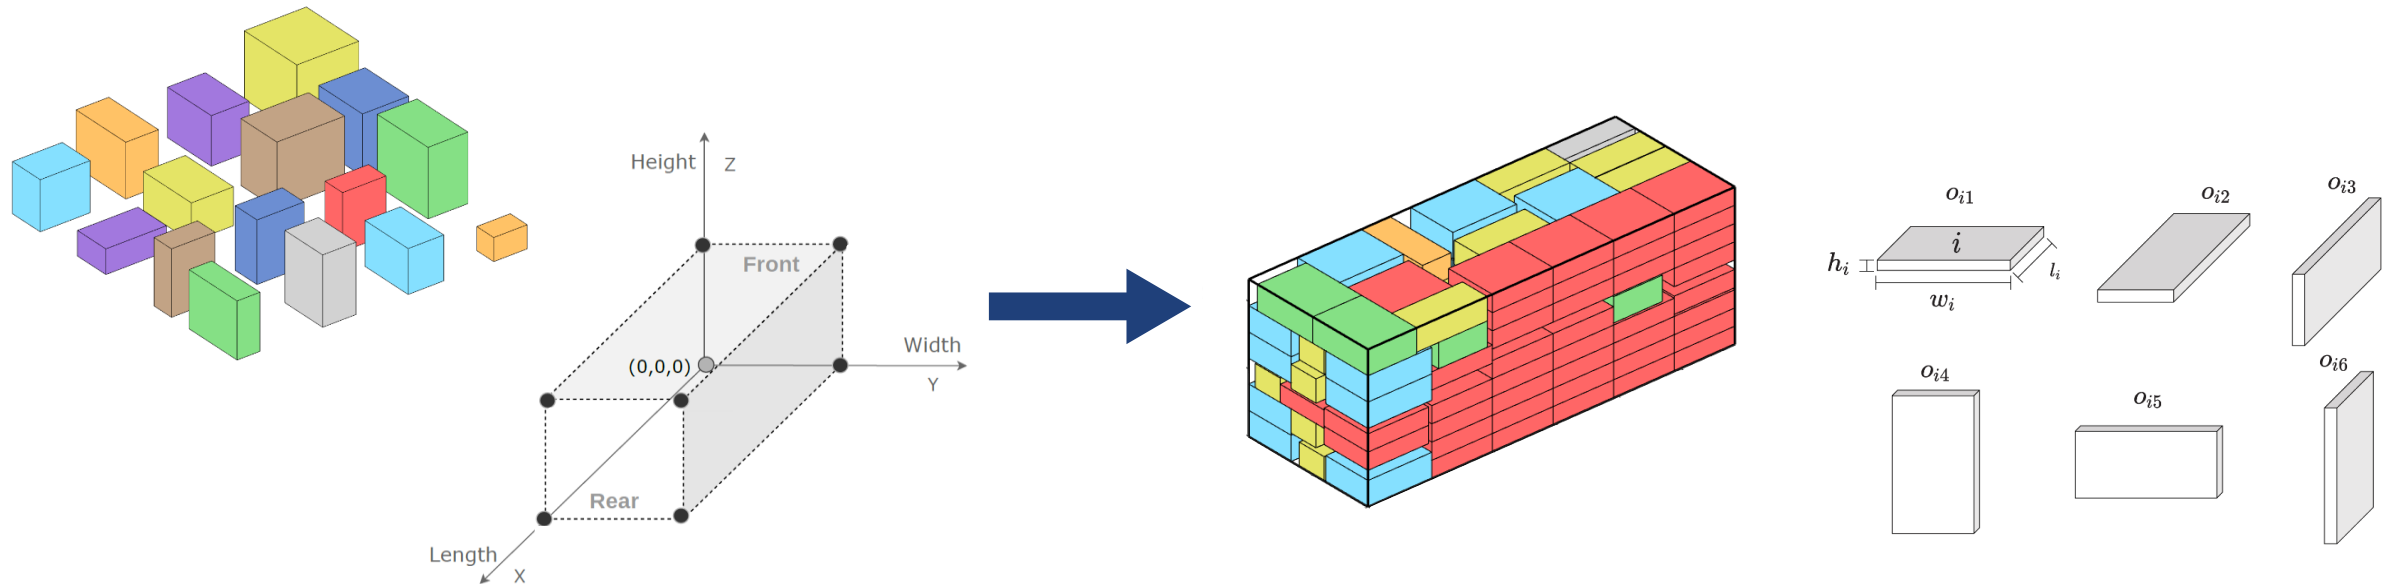 Height
Z
Front
(0,0,0)
Width
Y
Rear
Length
X
o_{i1}
o_{i2}
o_{i3}
i
h_i
l_i
w_i
o_{i4}
o_{i5}
o_{i6}